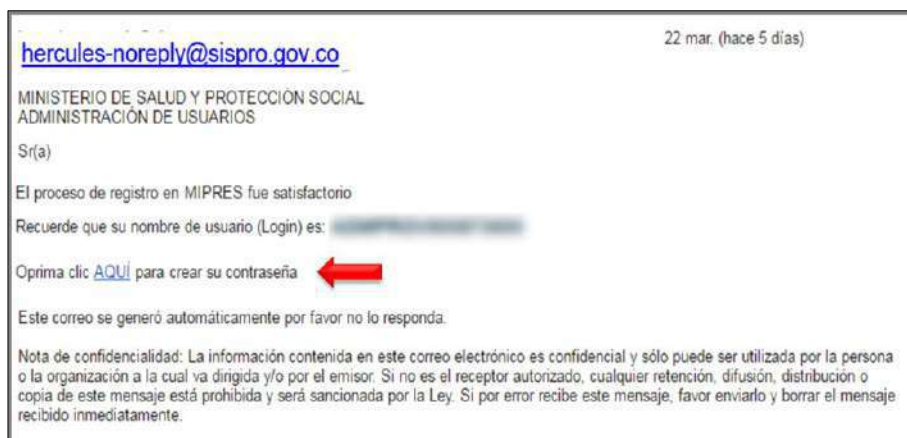 22 mar. (hace 5 días)
hercules-noreply@sispro.gov.co
MINISTERIO DE SALUD Y PROTECCIÓN SOCIAL
ADMINISTRACIÓN DE USUARIOS
Sr(a)
El proceso de registro en MIPRES fue satisfactorio
Recuerde que su nombre de usuario (Login) es:
Oprima clic AQUÍ para crear su contraseña
Este correo se generó automáticamente por favor no lo responda.
Nota de confidencialidad: La información contenida en este correo electrónico es confidencial y sólo puede ser utilizada por la persona
o la organización a la cual va dirigida y/o por el emisor. Si no es el receptor autorizado, cualquier retención, difusión, distribución o
copia de este mensaje está prohibida y será sancionada por la Ley. Si por error recibe este mensaje, favor enviarlo y borrar el mensaje
recibido inmediatamente.